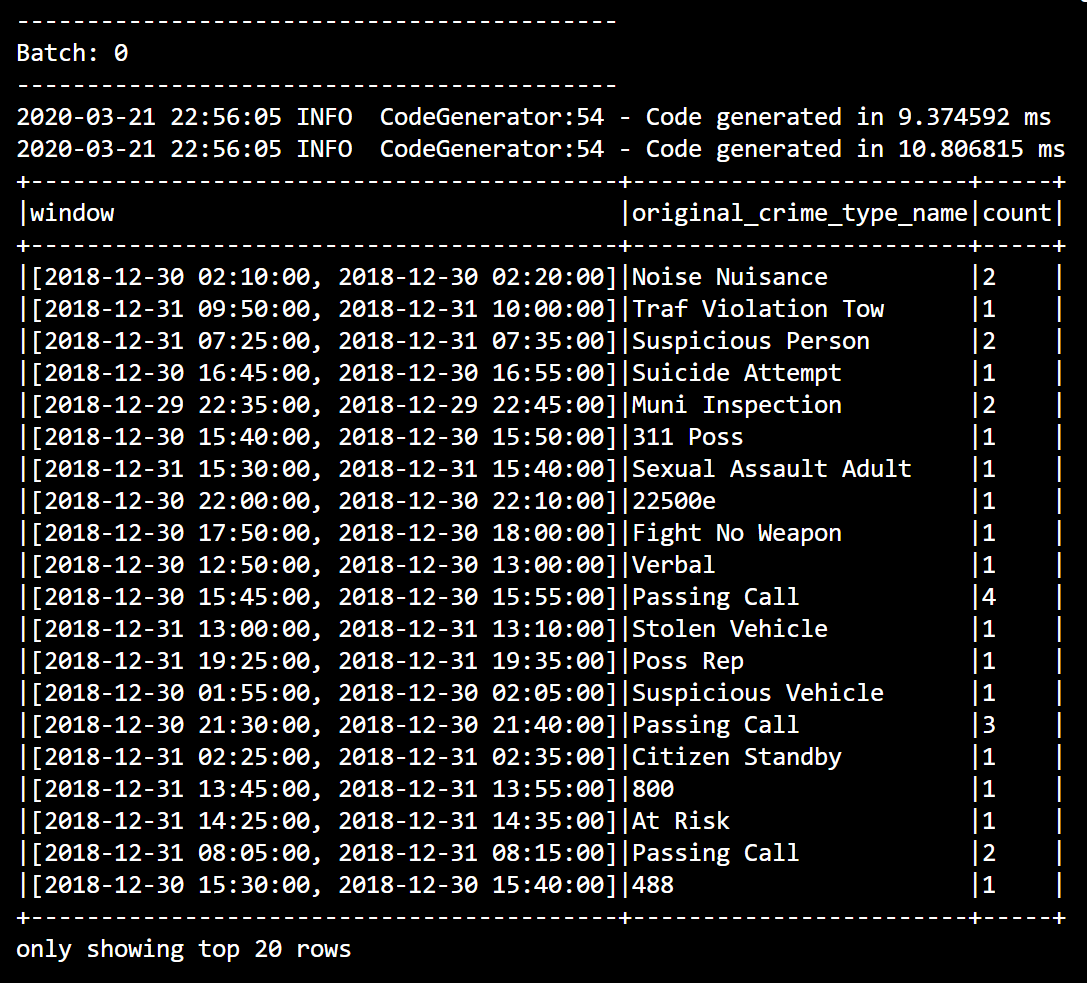 -------------------------------------------
Batch: 0
-------------------------------------------
2020-03-21 22:56:05 INFO  CodeGenerator:54 - Code generated in 9.374592 ms
2020-03-21 22:56:05 INFO  CodeGenerator:54 - Code generated in 10.806815 ms
+------------------------------------------+------------------------+-----+
|window                                    |original_crime_type_name|count|
+------------------------------------------+------------------------+-----+
|[2018-12-30 02:10:00, 2018-12-30 02:20:00]|Noise Nuisance          |2    |
|[2018-12-31 09:50:00, 2018-12-31 10:00:00]|Traf Violation Tow      |1    |
|[2018-12-31 07:25:00, 2018-12-31 07:35:00]|Suspicious Person       |2    |
|[2018-12-30 16:45:00, 2018-12-30 16:55:00]|Suicide Attempt         |1    |
|[2018-12-29 22:35:00, 2018-12-29 22:45:00]|Muni Inspection         |2    |
|[2018-12-30 15:40:00, 2018-12-30 15:50:00]|311 Poss                |1    |
|[2018-12-31 15:30:00, 2018-12-31 15:40:00]|Sexual Assault Adult    |1    |
|[2018-12-30 22:00:00, 2018-12-30 22:10:00]|22500e                  |1    |
|[2018-12-30 17:50:00, 2018-12-30 18:00:00]|Fight No Weapon         |1    |
|[2018-12-30 12:50:00, 2018-12-30 13:00:00]|Verbal                  |1    |
|[2018-12-30 15:45:00, 2018-12-30 15:55:00]|Passing Call            |4    |
|[2018-12-31 13:00:00, 2018-12-31 13:10:00]|Stolen Vehicle          |1    |
|[2018-12-31 19:25:00, 2018-12-31 19:35:00]|Poss Rep                |1    |
|[2018-12-30 01:55:00, 2018-12-30 02:05:00]|Suspicious Vehicle      |1    |
|[2018-12-30 21:30:00, 2018-12-30 21:40:00]|Passing Call            |3    |
|[2018-12-31 02:25:00, 2018-12-31 02:35:00]|Citizen Standby         |1    |
|[2018-12-31 13:45:00, 2018-12-31 13:55:00]|800                     |1    |
|[2018-12-31 14:25:00, 2018-12-31 14:35:00]|At Risk                 |1    |
|[2018-12-31 08:05:00, 2018-12-31 08:15:00]|Passing Call            |2    |
|[2018-12-30 15:30:00, 2018-12-30 15:40:00]|488                     |1    |
+------------------------------------------+------------------------+-----+
only showing top 20 rows